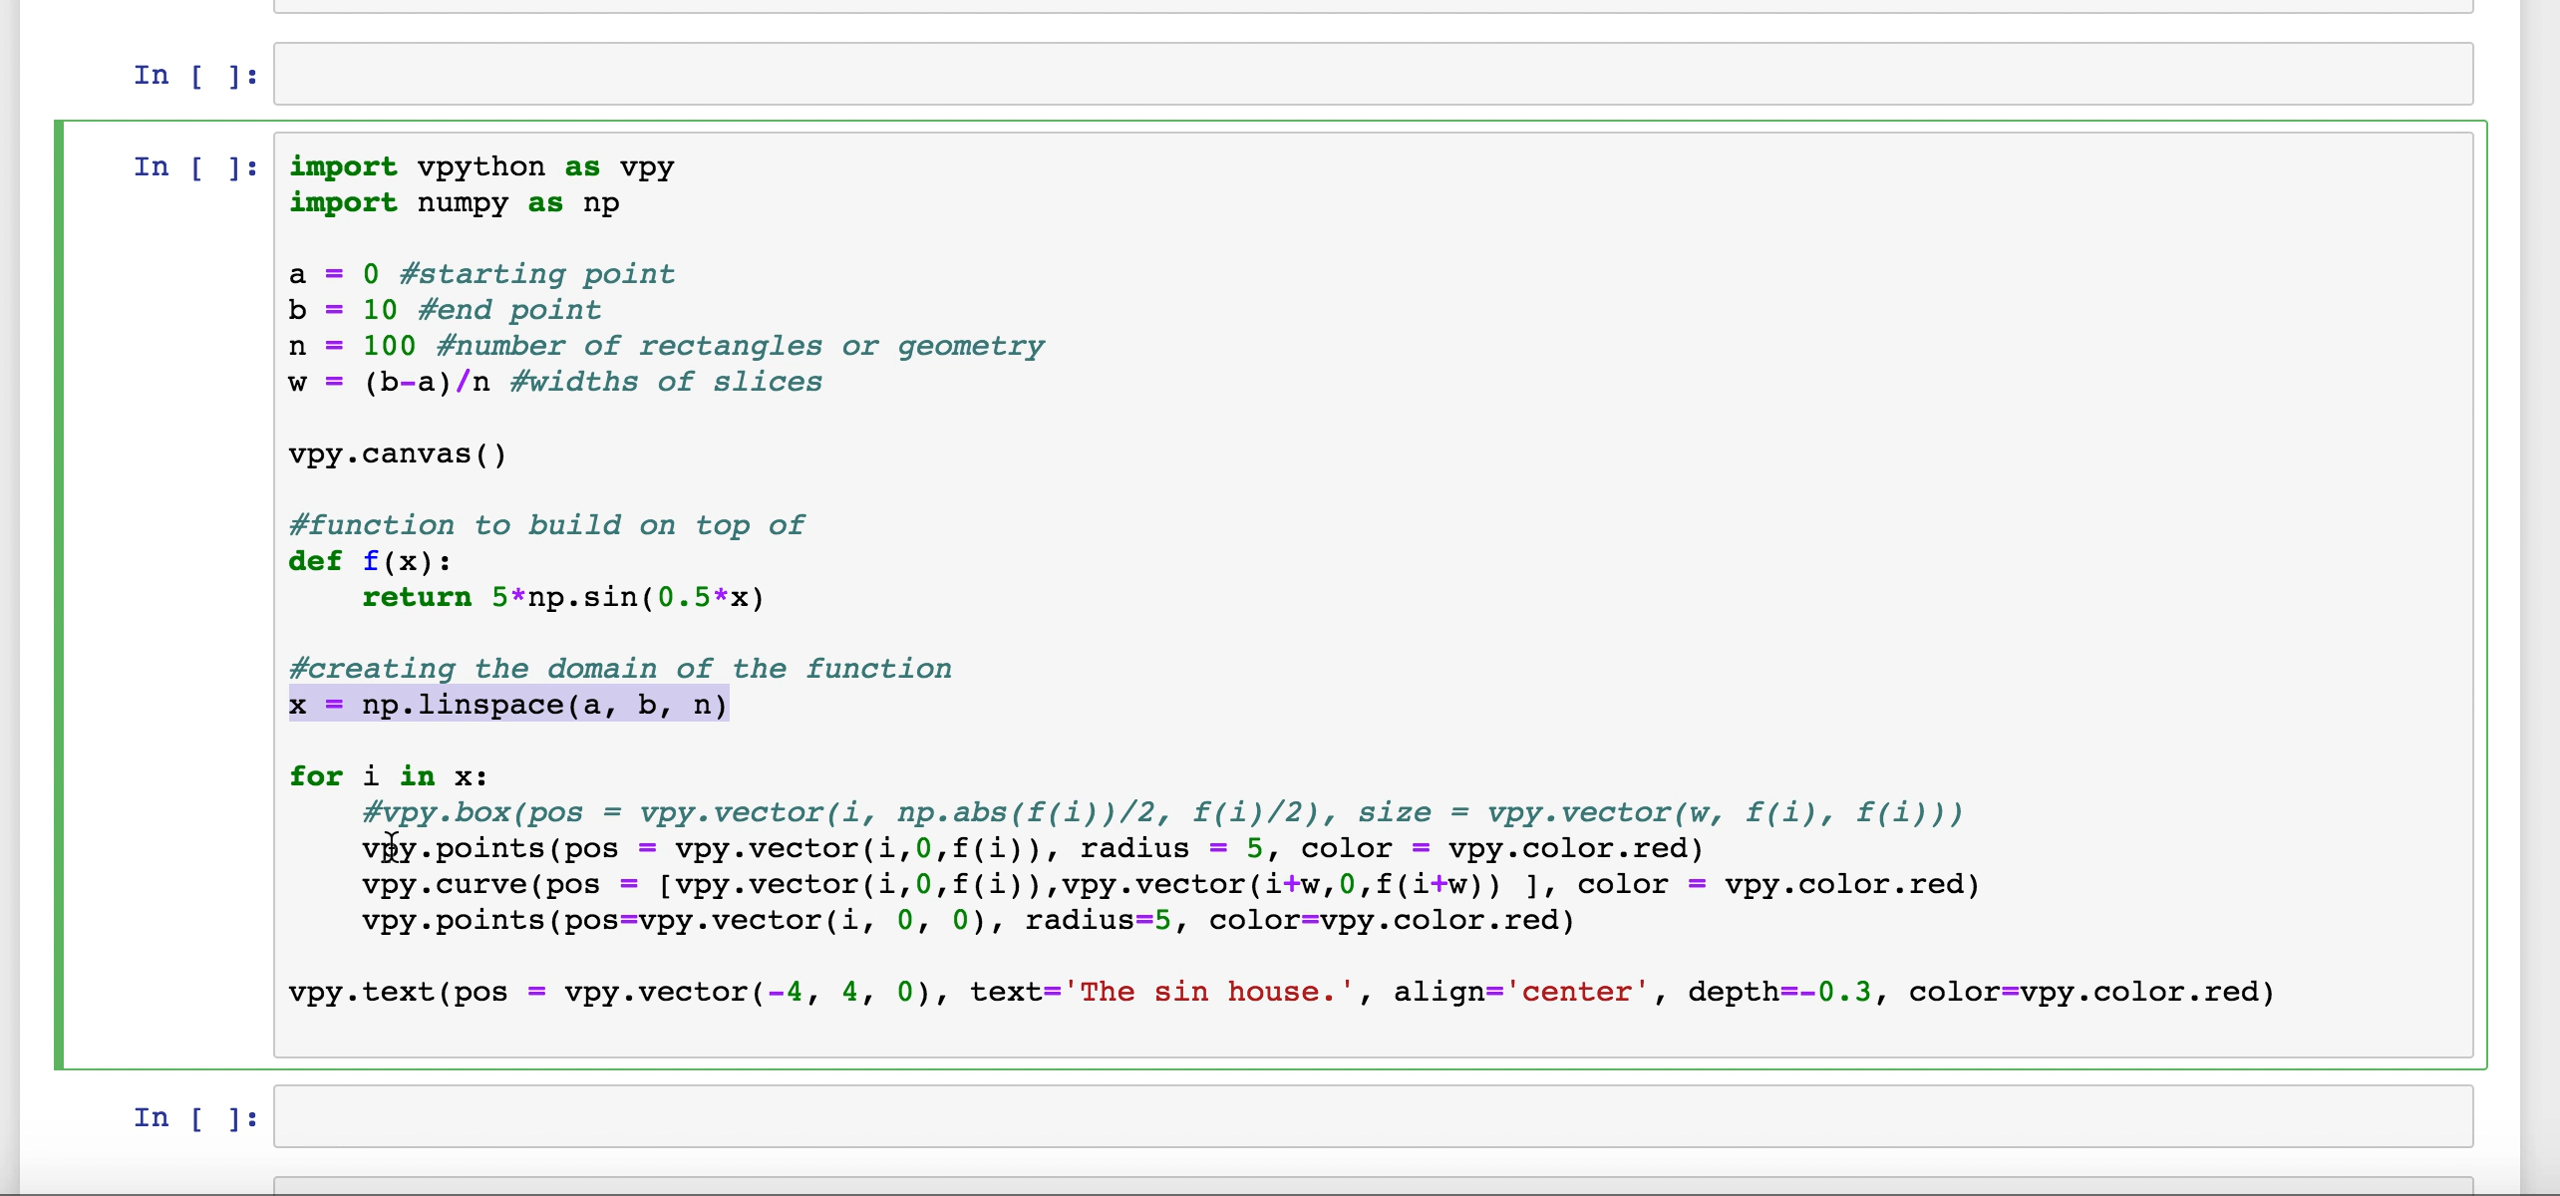 In [ ]:
In [ ]:
import vpython as vpy
import numpy as np
a = 0 #starting point
b = 10 #end point
n = 100 #number of rectangles or geometry
w = (b-a)/n #widths of slices
vpy.canvas()
#function to build on top of
def f(x):
    return 5*np.sin(0.5*x)
#creating the domain of the function
x = np.linspace(a, b, n)
for i in x:
    #vpy.box(pos = vpy.vector(i, np.abs(f(i))/2, f(i)/2), size = vpy.vector(w, f(i), f(i)))
    vpy.points(pos = vpy.vector(i,0,f(i)), radius = 5, color = vpy.color.red)
    vpy.curve(pos = [vpy.vector(i,0,f(i)),vpy.vector(i+w,0,f(i+w)) ], color = vpy.color.red)
    vpy.points(pos=vpy.vector(i, 0, 0), radius=5, color=vpy.color.red)
vpy.text(pos = vpy.vector(-4, 4, 0), text='The sin house.', align='center', depth=-0.3, color=vpy.color.red)
In [ ]: